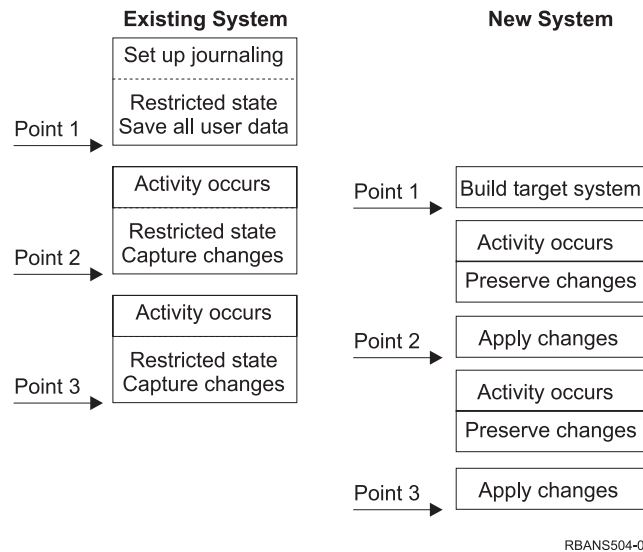 Existing System
Set up journaling
Restricted state
Save all user data
Point 1
Activity occurs
Restricted state
Capture changes
Point 2
Activity occurs
Restricted state
Capture changes
Point 3
New System
Point 1
Build target system
Activity occurs
Preserve changes
Point 2
Apply changes
Activity occurs
Preserve changes
Point 3
Apply changes
RBANS504-0